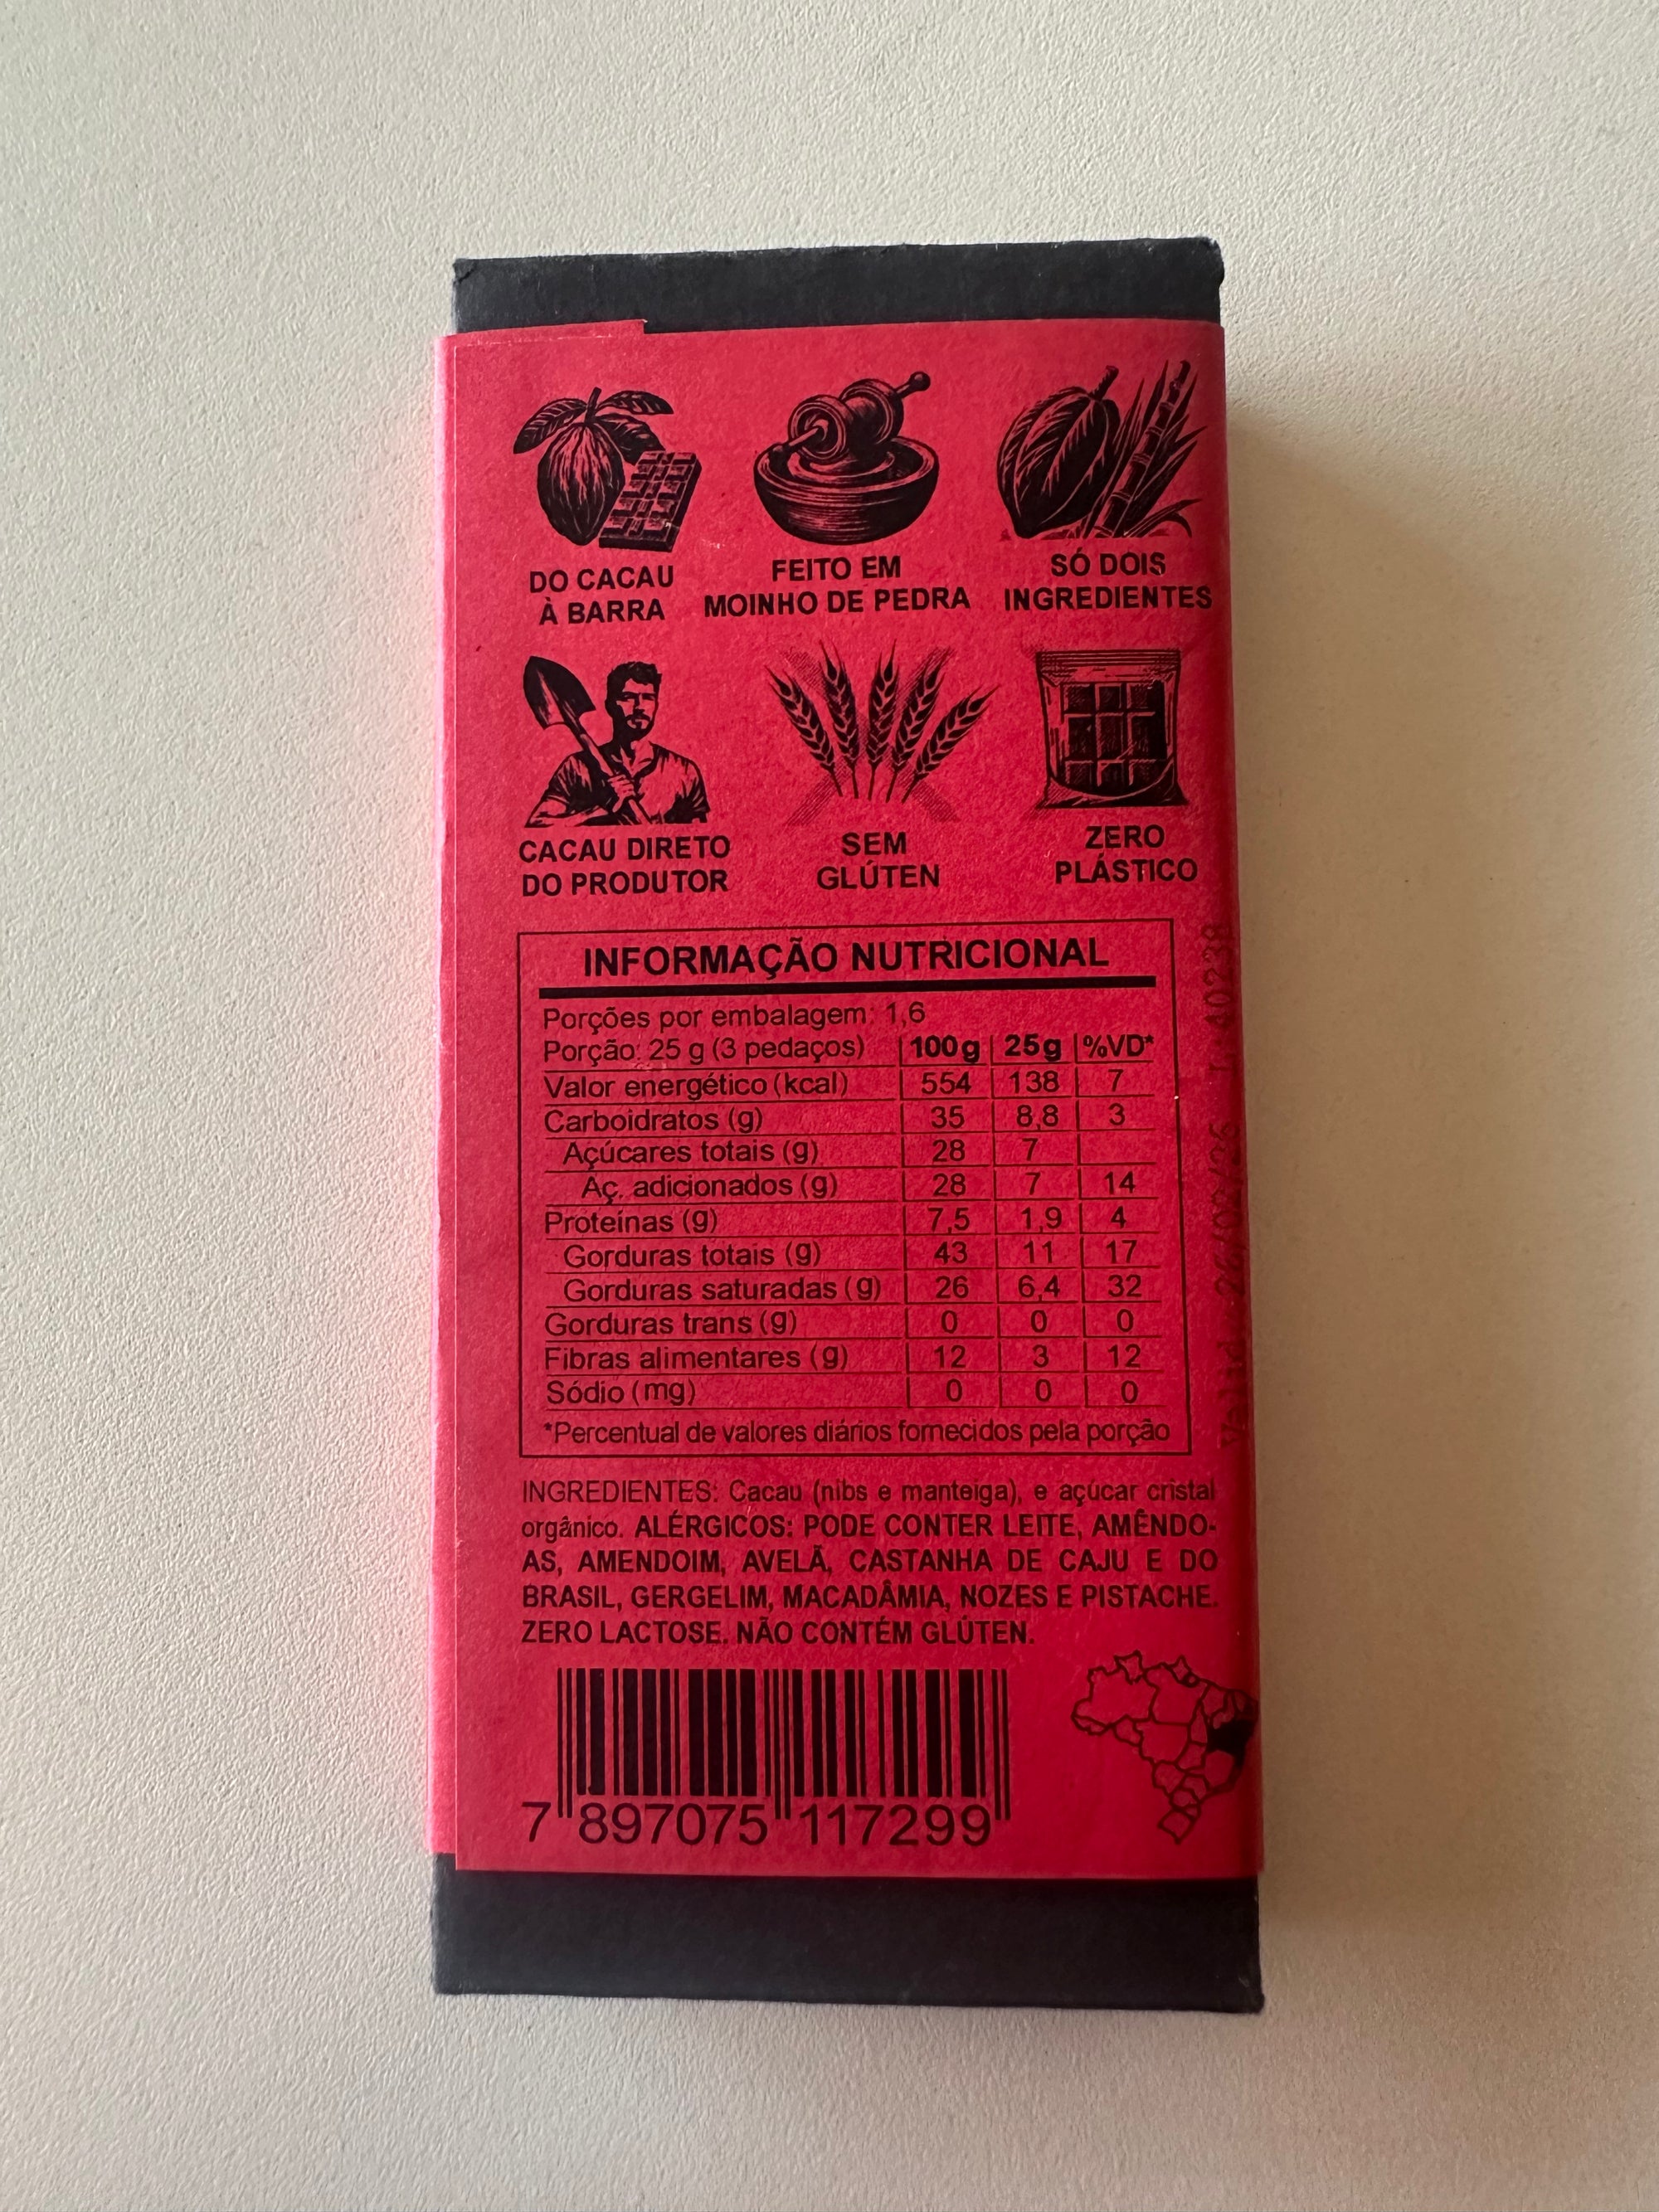 DO CACAU
À BARRA
FEITO EM
MOINHO DE PEDRA
SÓ DOIS
INGREDIENTES
CACAU DIRETO
DO PRODUTOR
SEM
GLÚTEN
ZERO
PLÁSTICO
INFORMAÇÃO NUTRICIONAL
Porções por embalagem: 1,6
Porção: 25 g (3 pedaços) 100g 25g %VD*
Valor energético (kcal) 554 138 7
Carboidratos (g) 35 8,8 3
Açúcares totais (g) 28 7
Aç. adicionados (g) 28 7 14
Proteínas (g) 7,5 1,9 4
Gorduras totais (g) 43 11 17
Gorduras saturadas (g) 26 6,4 32
Gorduras trans (g) 0 0 0
Fibras alimentares (g) 12 3 12
Sódio (mg) 0 0 0
*Percentual de valores diários fornecidos pela porção
INGREDIENTES: Cacau (nibs e manteiga), e açúcar cristal
orgânico. ALÉRGICOS: PODE CONTER LEITE, AMÊNDO-
AS, AMENDOIM, AVELÃ, CASTANHA DE CAJU E DO
BRASIL, GERGELIM, MACADÂMIA, NOZES E PISTACHE.
ZERO LACTOSE. NÃO CONTÉM GLÚTEN.
7 897075 117299